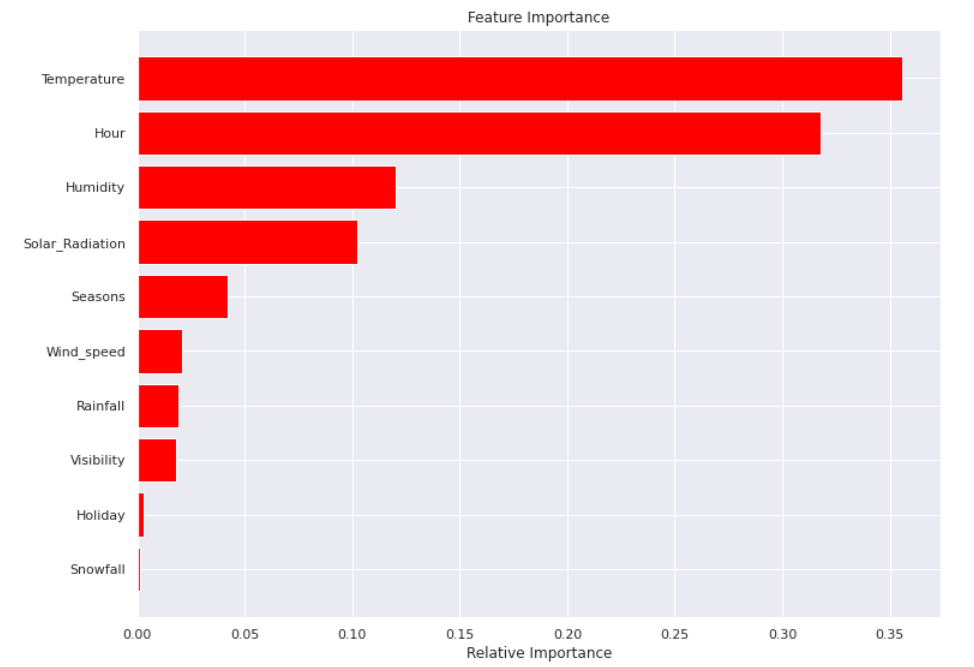 Feature Importance
Temperature
Hour
Humidity
Solar_Radiation
Seasons
Wind_speed
Rainfall
Visibility
Holiday
Snowfall
0.00 0.05 0.10 0.15 0.20 0.25 0.30 0.35
Relative Importance